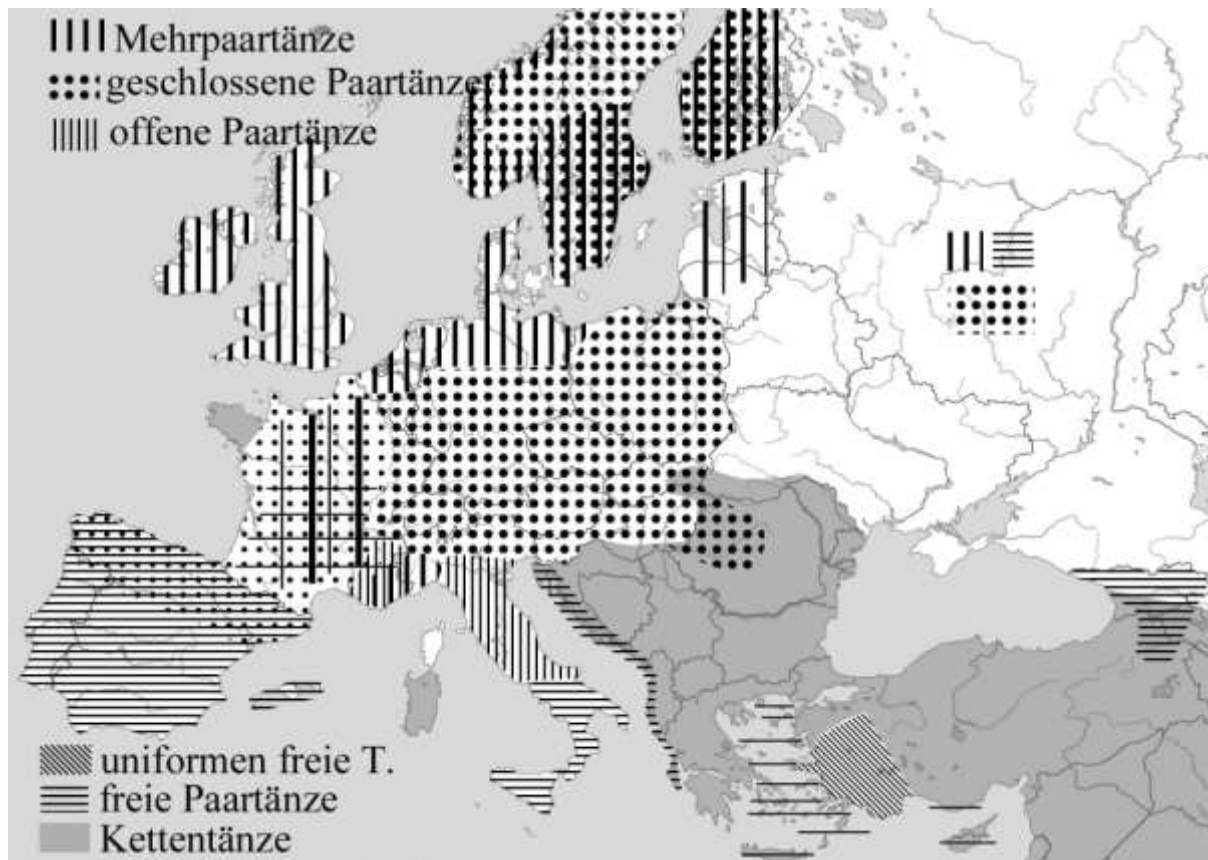 Mehrpaartänze
geschlossene Paartänze
offene Paartänze
uniformen freie T.
freie Paartänze
Kettentänze